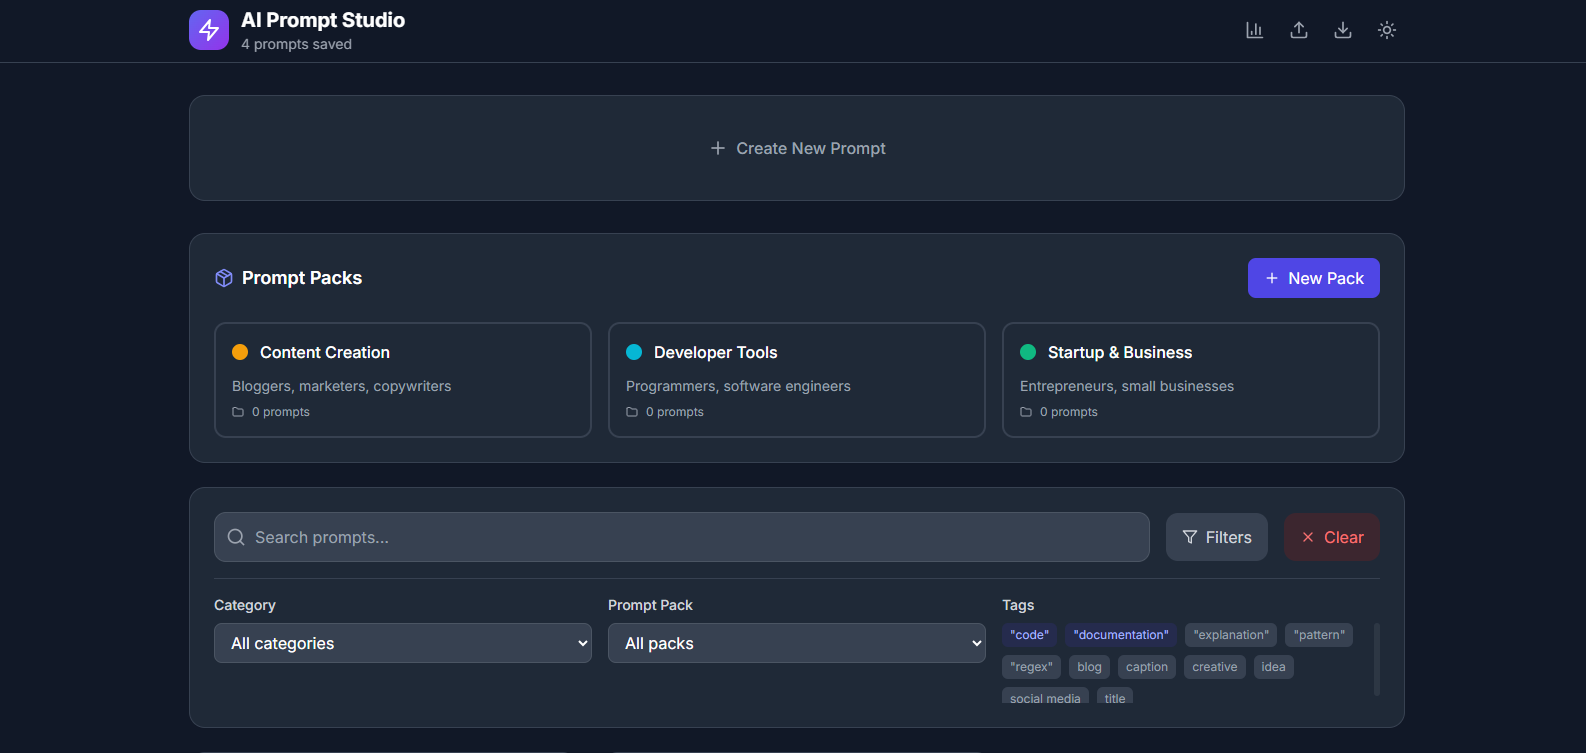 AI Prompt Studio
4 prompts saved
Create New Prompt
Prompt Packs
New Pack
Content Creation
Bloggers, marketers, copywriters
0 prompts
Developer Tools
Programmers, software engineers
0 prompts
Startup & Business
Entrepreneurs, small businesses
0 prompts
Search prompts...
Filters
Clear
Category
All categories
Prompt Pack
All packs
Tags
"code" "documentation" "explanation" "pattern"
"regex" blog caption creative idea
social media title